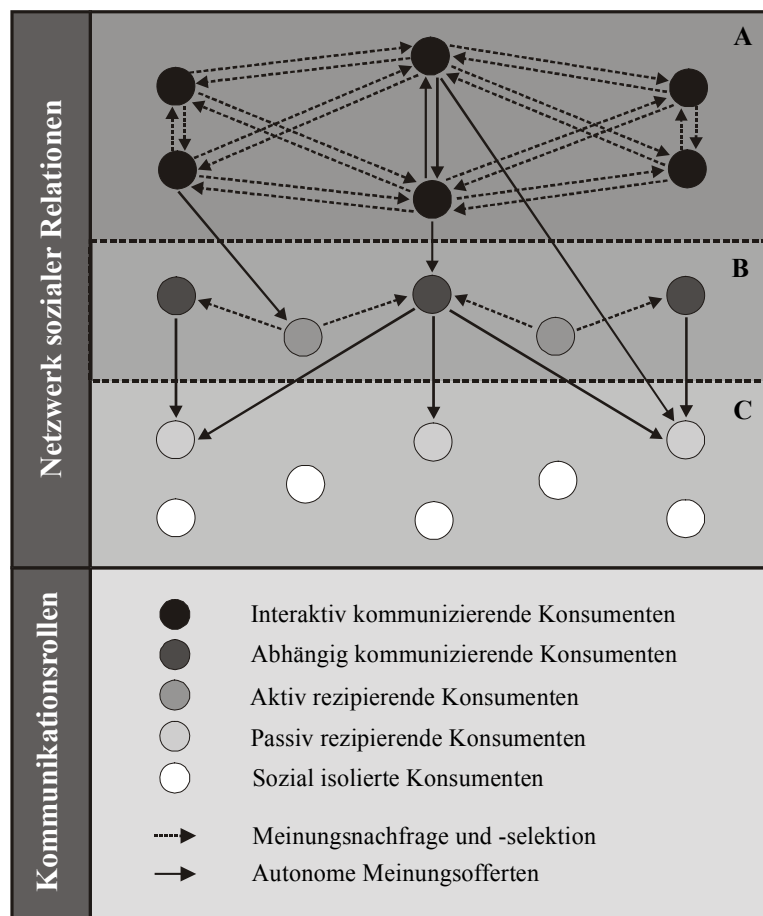 Netzwerk sozialer Relationen
A
B
C
Kommunikationsrollen
Interaktiv kommunizierende Konsumenten
Abhängig kommunizierende Konsumenten
Aktiv rezipierende Konsumenten
Passiv rezipierende Konsumenten
Sozial isolierte Konsumenten
Meinungsnachfrage und -selektion
Autonome Meinungsofferten